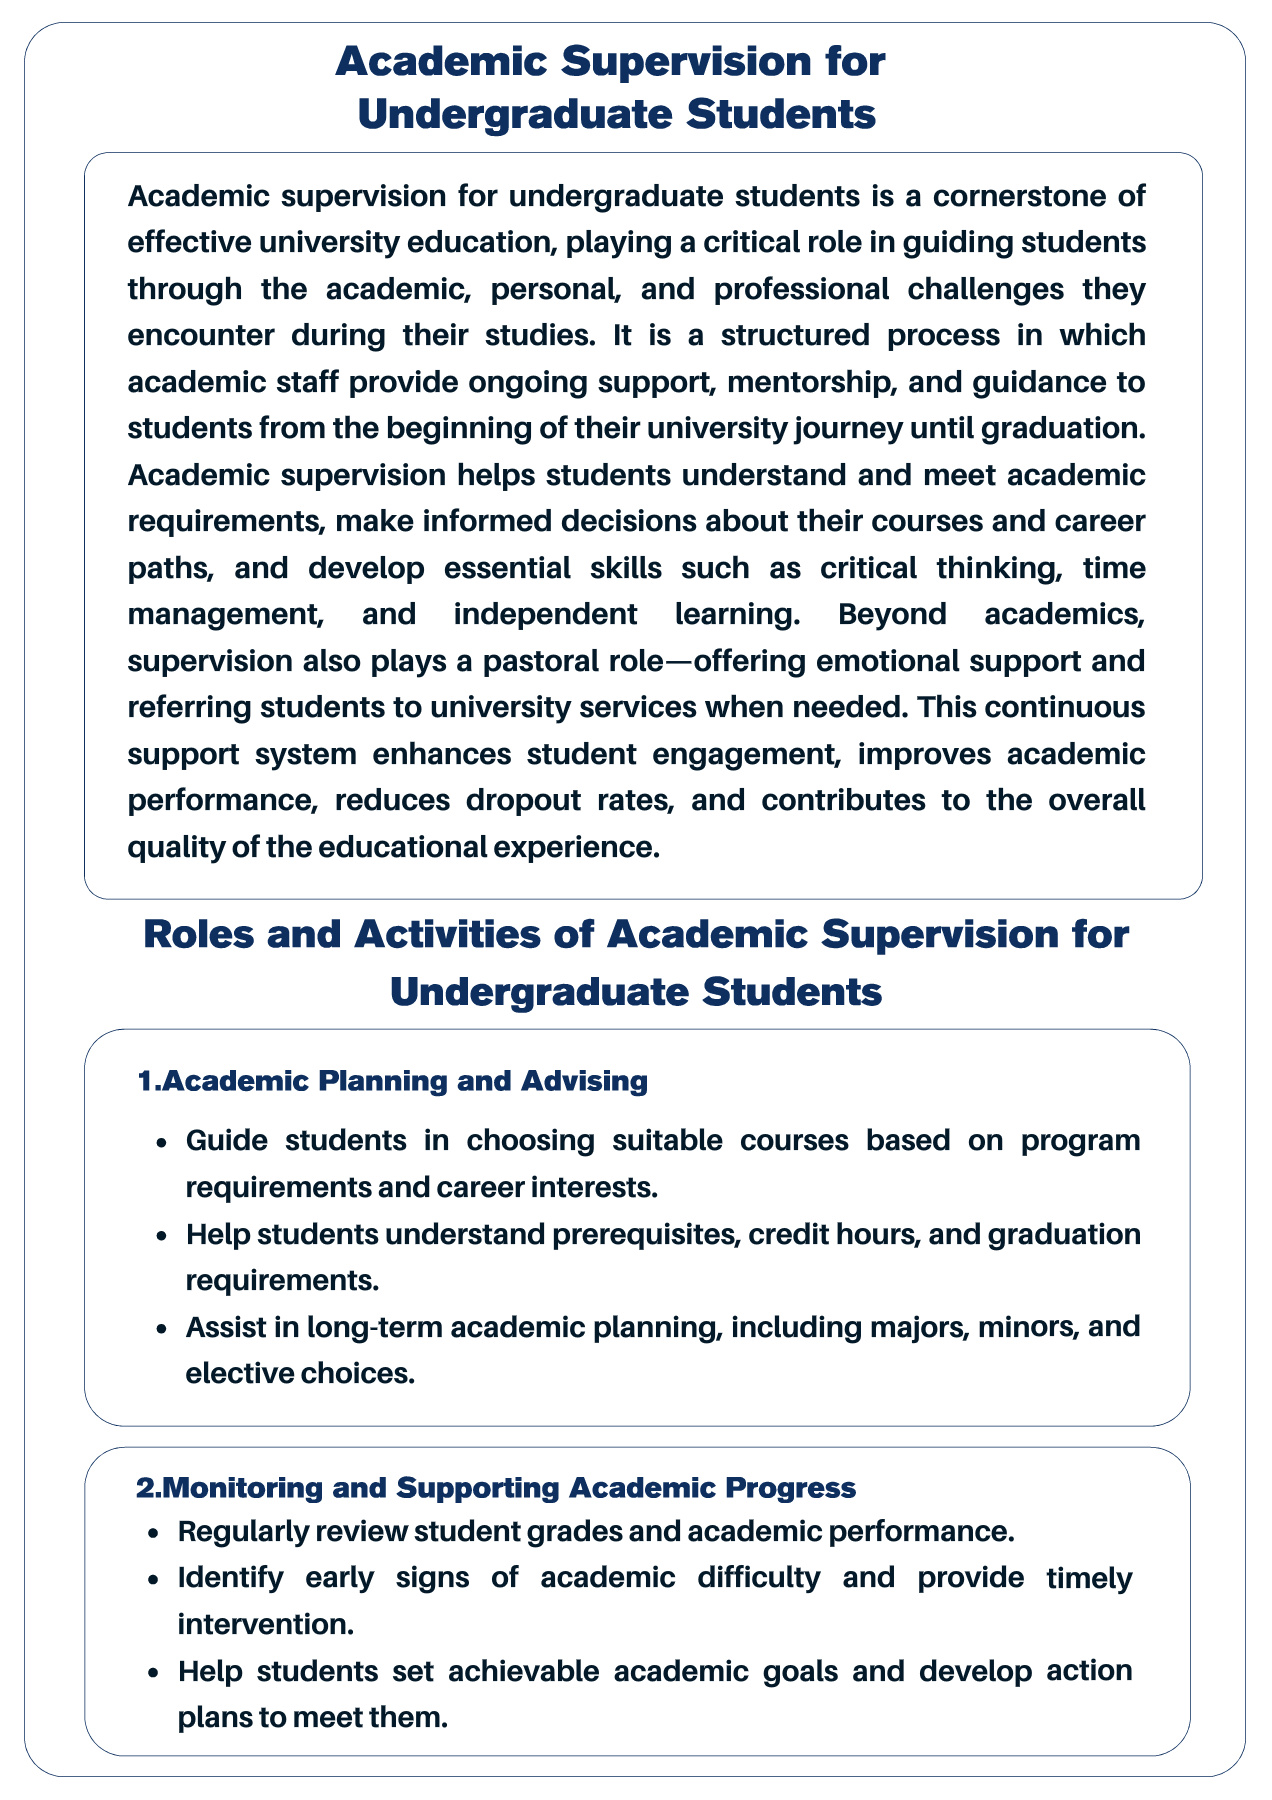 Academic Supervision for
Undergraduate Students
Academic supervision for undergraduate students is a cornerstone of
effective university education, playing a critical role in guiding students
through the academic, personal, and professional challenges they
encounter during their studies. It is a structured process in which
academic staff provide ongoing support, mentorship, and guidance to
students from the beginning of their university journey until graduation.
Academic supervision helps students understand and meet academic
requirements, make informed decisions about their courses and career
paths, and develop essential skills such as critical thinking, time
management, and independent learning. Beyond academics,
supervision also plays a pastoral role—offering emotional support and
referring students to university services when needed. This continuous
support system enhances student engagement, improves academic
performance, reduces dropout rates, and contributes to the overall
quality of the educational experience.
Roles and Activities of Academic Supervision for
Undergraduate Students
1.Academic Planning and Advising
• Guide students in choosing suitable courses based on program
requirements and career interests.
• Help students understand prerequisites, credit hours, and graduation
requirements.
• Assist in long-term academic planning, including majors, minors, and
elective choices.
2.Monitoring and Supporting Academic Progress
• Regularly review student grades and academic performance.
• Identify early signs of academic difficulty and provide timely
intervention.
• Help students set achievable academic goals and develop action
plans to meet them.